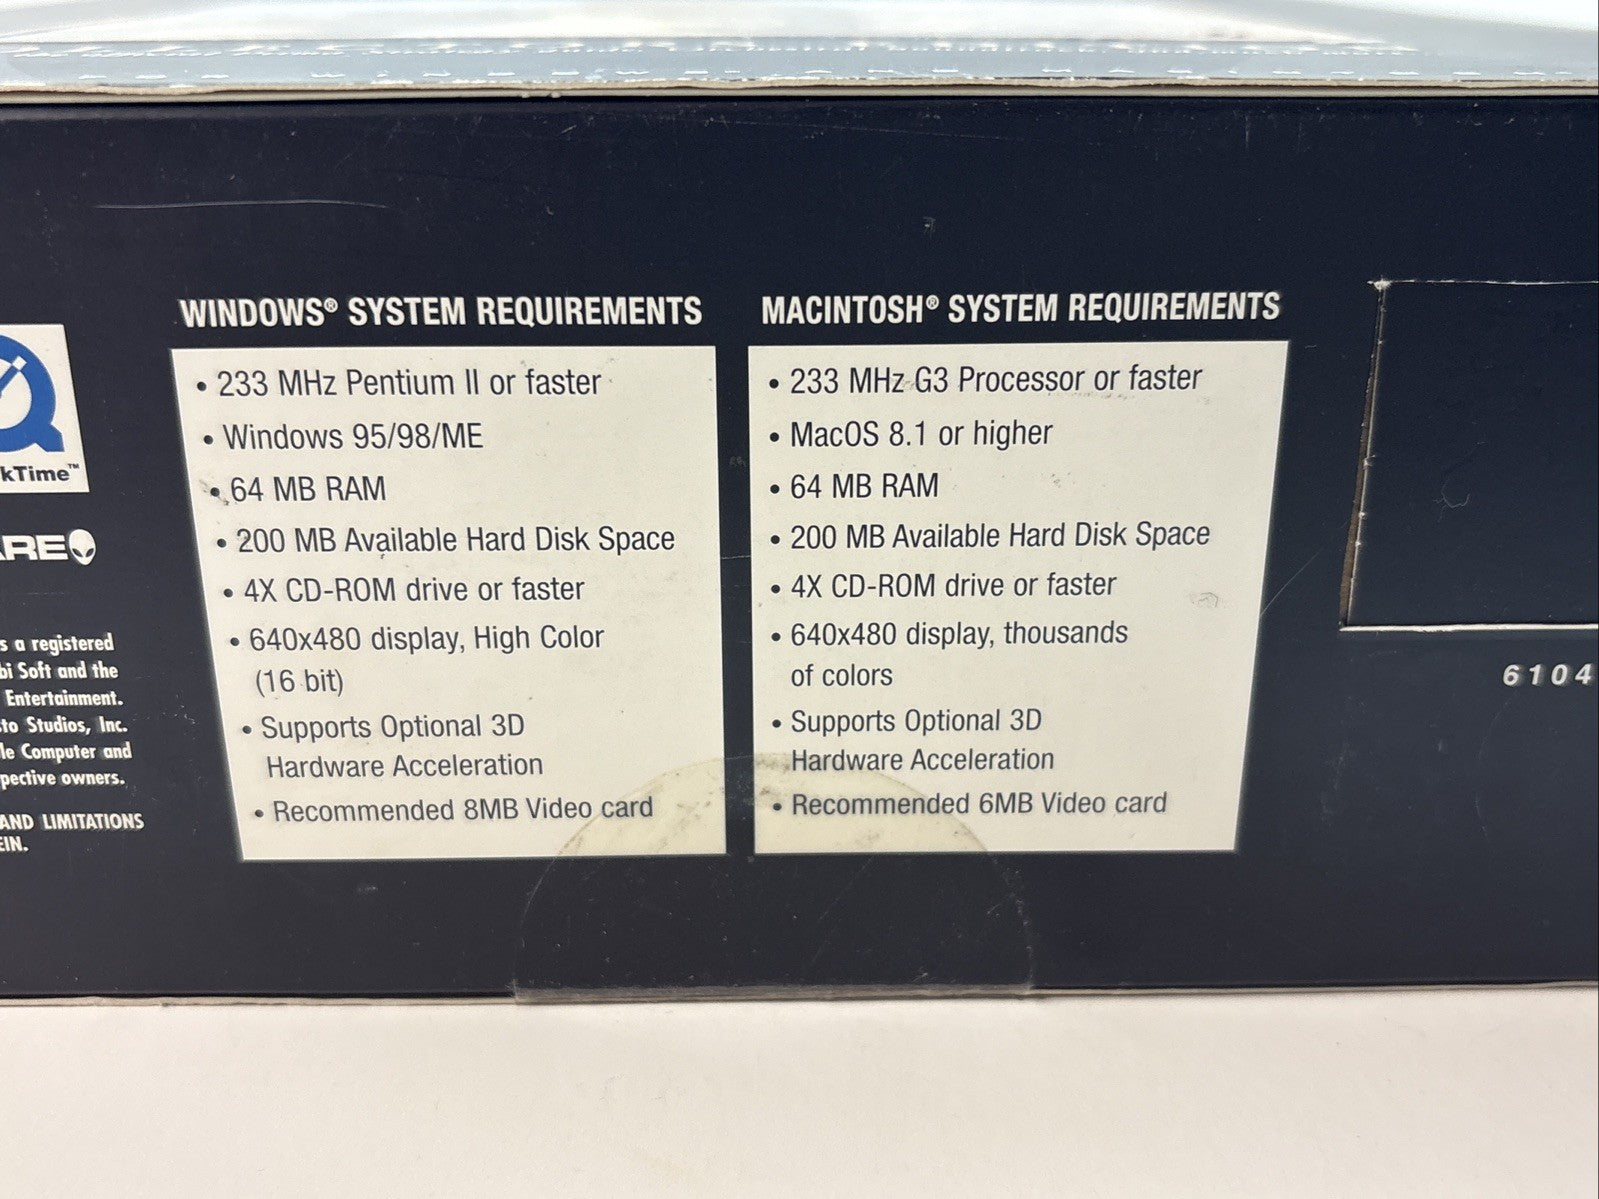 WINDOWS® SYSTEM REQUIREMENTS
• 233 MHz Pentium II or faster
• Windows 95/98/ME
• 64 MB RAM
• 200 MB Available Hard Disk Space
• 4X CD-ROM drive or faster
• 640x480 display, High Color
(16 bit)
• Supports Optional 3D
Hardware Acceleration
• Recommended 8MB Video card
MACINTOSH® SYSTEM REQUIREMENTS
• 233 MHz G3 Processor or faster
• MacOS 8.1 or higher
• 64 MB RAM
• 200 MB Available Hard Disk Space
• 4X CD-ROM drive or faster
• 640x480 display, thousands
of colors
• Supports Optional 3D
Hardware Acceleration
• Recommended 6MB Video card
kTime™
ARE
s a registered
bi Soft and the
Entertainment.
sto Studios, Inc.
le Computer and
pective owners.
AND LIMITATIONS
EIN.
6104